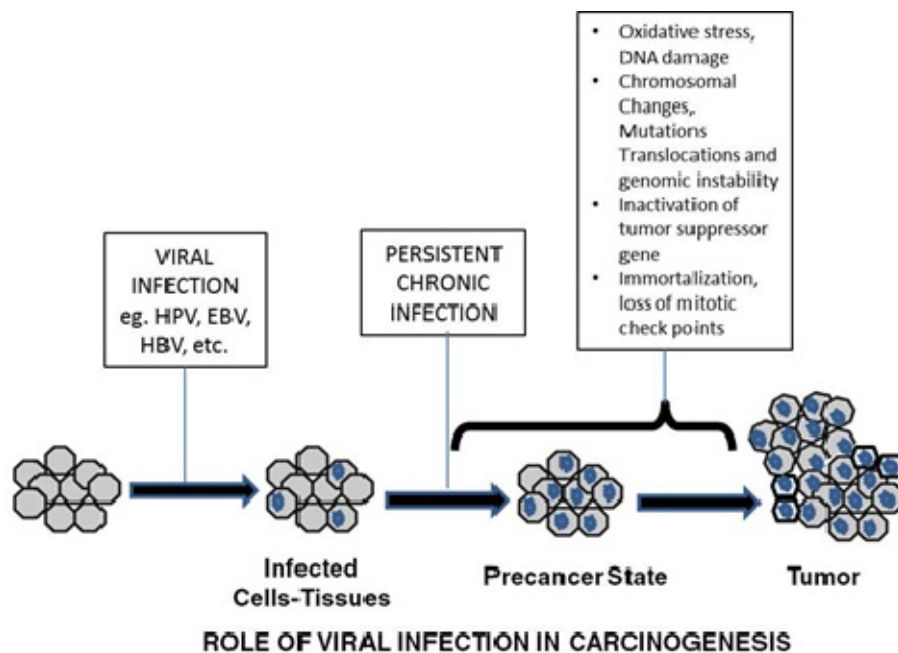 • Oxidative stress,
DNA damage
• Chromosomal
Changes,
Mutations
Translocations and
genomic instability
• Inactivation of
tumor suppressor
gene
• Immortalization,
loss of mitotic
check points
VIRAL
INFECTION
eg. HPV, EBV,
HBV, etc.
PERSISTENT
CHRONIC
INFECTION
Infected
Cells-Tissues
Precancer State
Tumor
ROLE OF VIRAL INFECTION IN CARCINOGENESIS